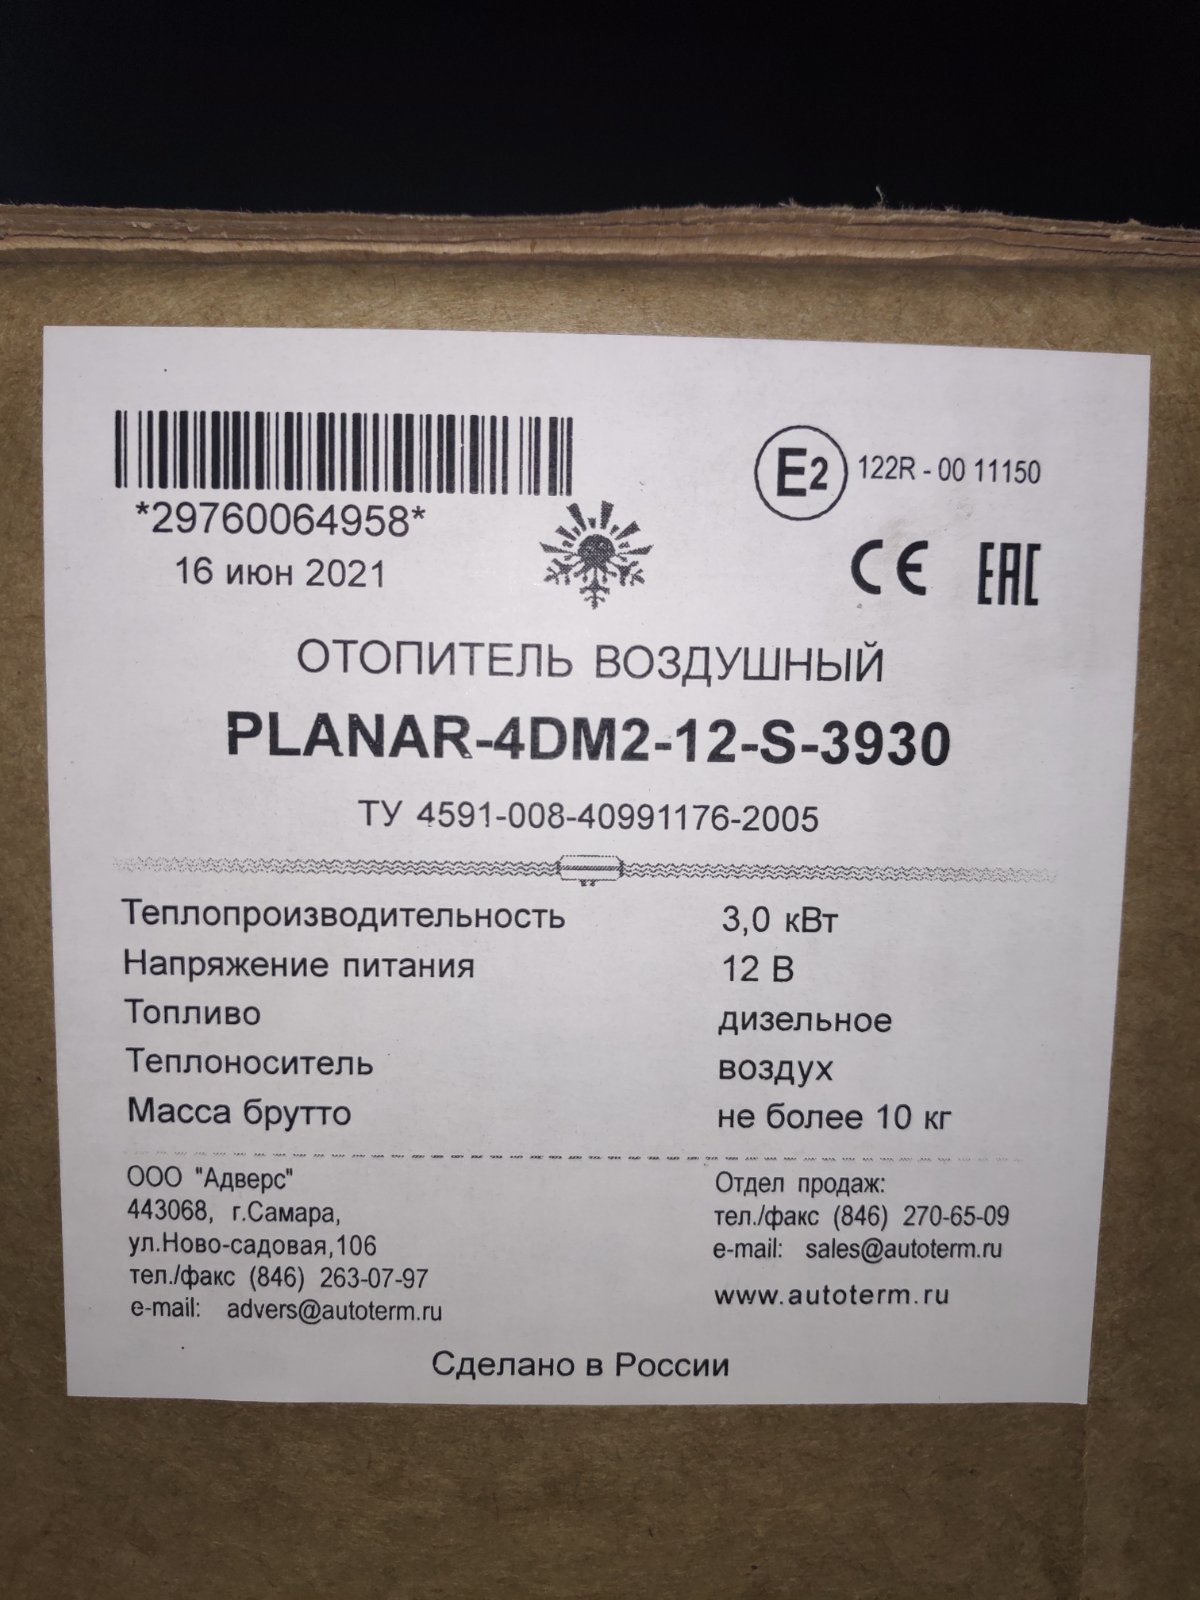 *29760064958*
16 июн 2021
E2 122R - 00 11150
CE EAC
ОТОПИТЕЛЬ ВОЗДУШНЫЙ
PLANAR-4DM2-12-S-3930
ТУ 4591-008-40991176-2005
Теплопроизводительность 3,0 кВт
Напряжение питания 12 В
Топливо дизельное
Теплоноситель воздух
Масса брутто не более 10 кг
ООО "Адверс"
443068, г.Самара,
ул.Ново-садовая,106
тел./факс (846) 263-07-97
e-mail: advers@autoterm.ru
Отдел продаж:
тел./факс (846) 270-65-09
e-mail: sales@autoterm.ru
www.autoterm.ru
Сделано в России